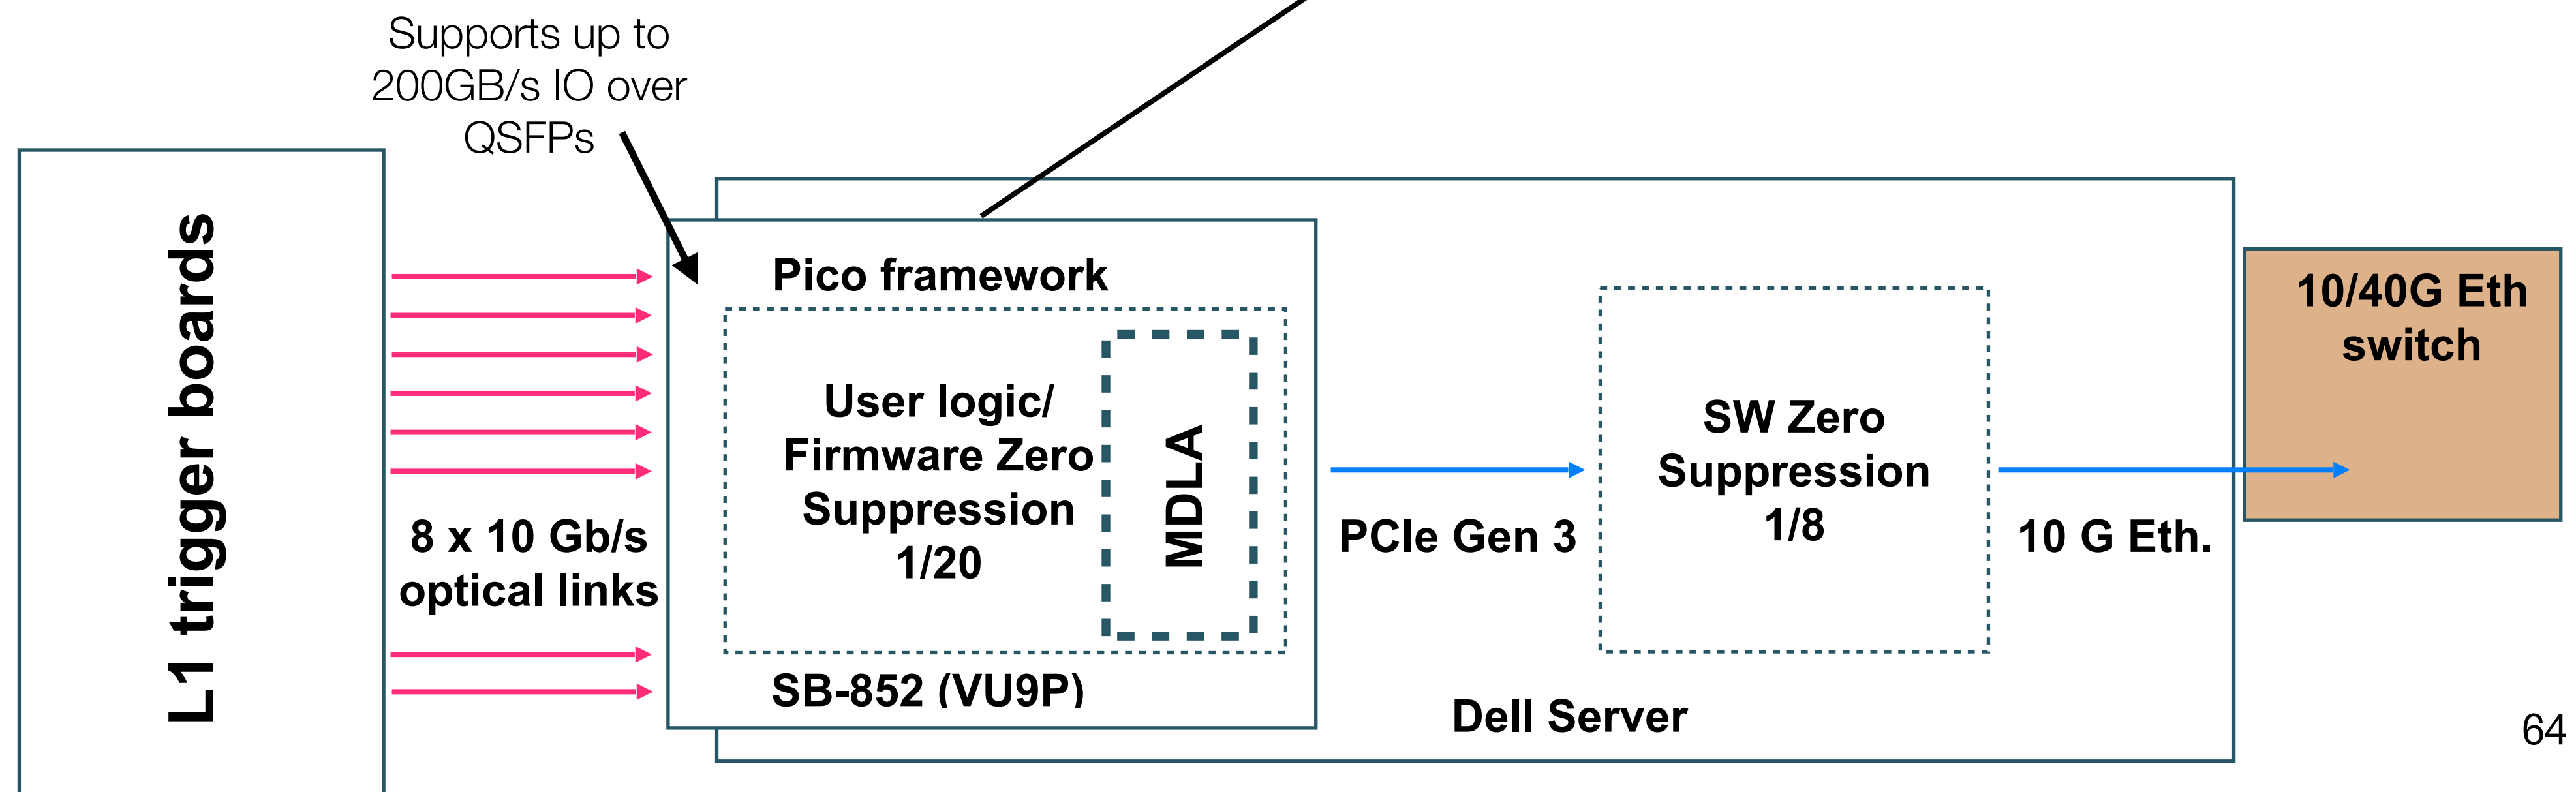 Supports up to
200GB/s IO over
QSFPs
L1 trigger boards
8 x 10 Gb/s
optical links
Pico framework
User logic/
Firmware Zero
Suppression
1/20
MDLA
SB-852 (VU9P)
PCIe Gen 3
SW Zero
Suppression
1/8
Dell Server
10 G Eth.
10/40G Eth
switch
64